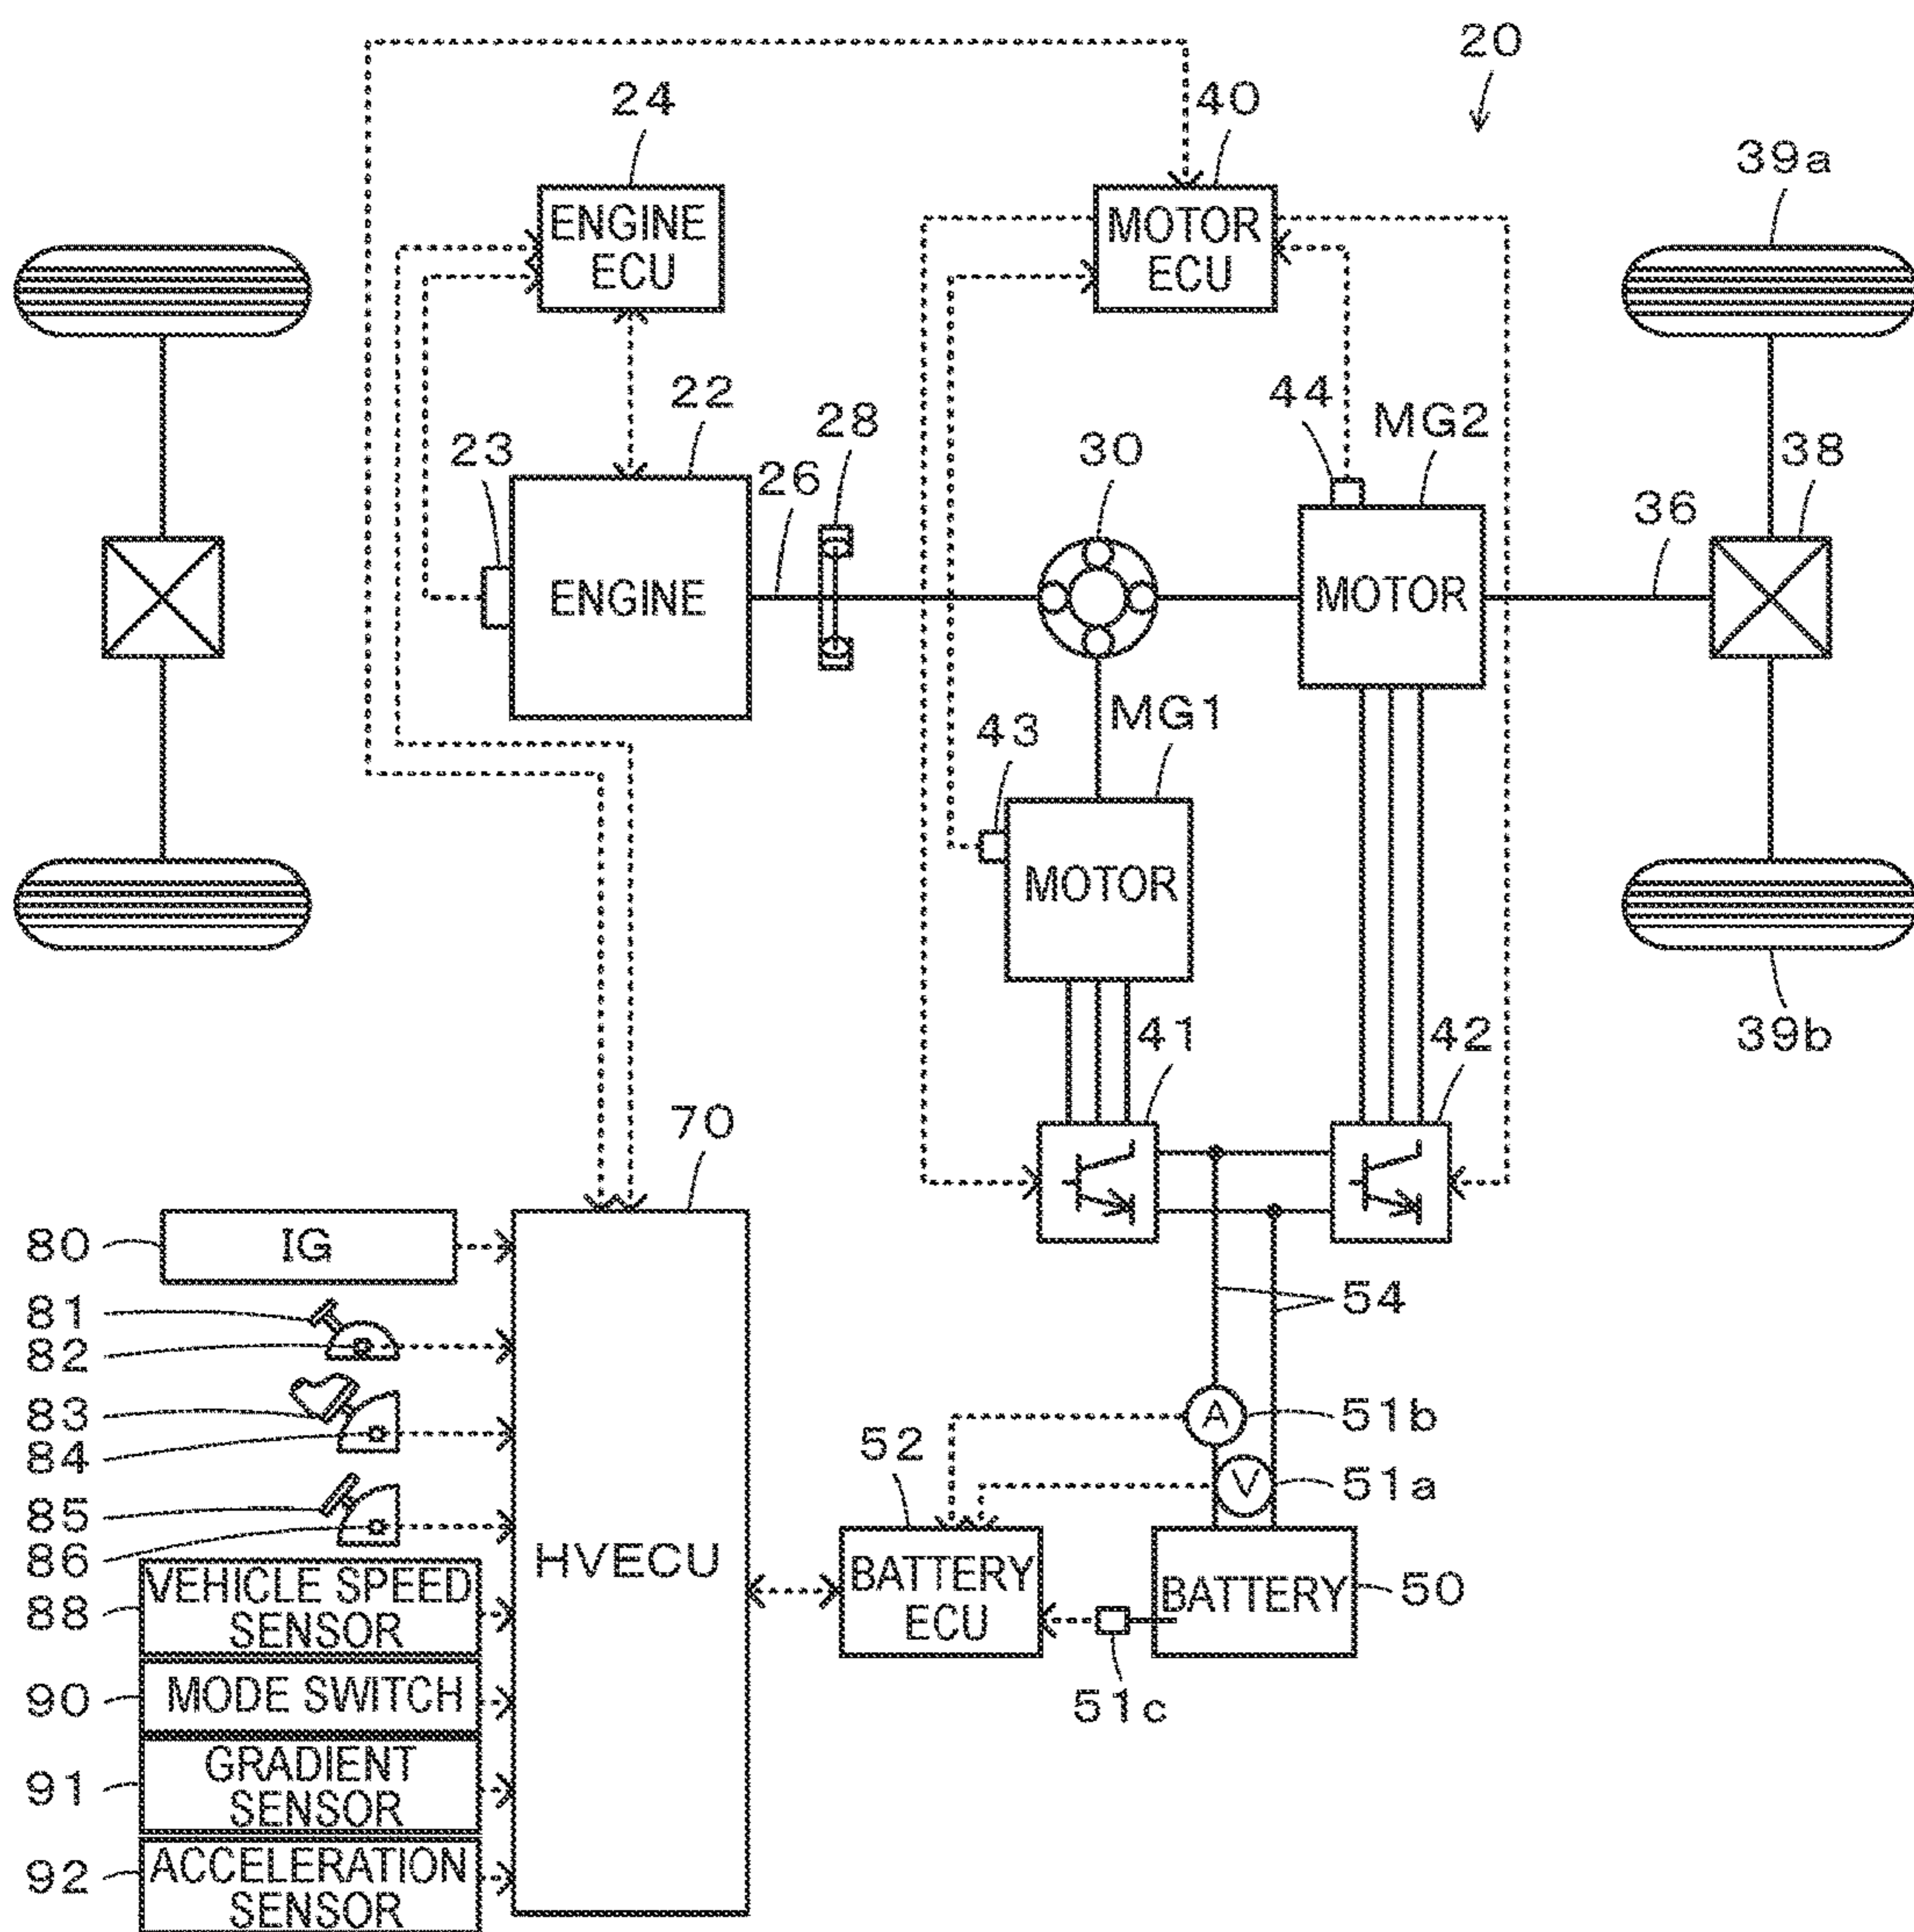 20
24
40
39a
ENGINE
ECU
MOTOR
ECU
22
28
44
MG2
23
26
30
38
36
ENGINE
MOTOR
MG1
43
MOTOR
41
42
39b
70
80
IG
81
82
54
83
84
A
51b
52
V
51a
85
86
HVECU
BATTERY
ECU
BATTERY
50
VEHICLE SPEED
SENSOR
88
51c
90
MODE SWITCH
GRADIENT
SENSOR
91
ACCELERATION
SENSOR
92